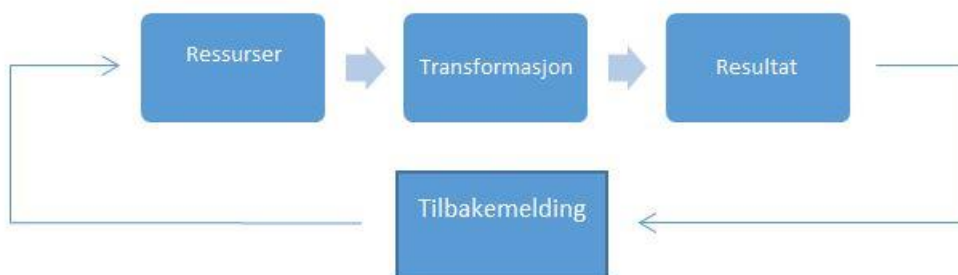 Ressurser
Transformasjon
Resultat
Tilbakemelding